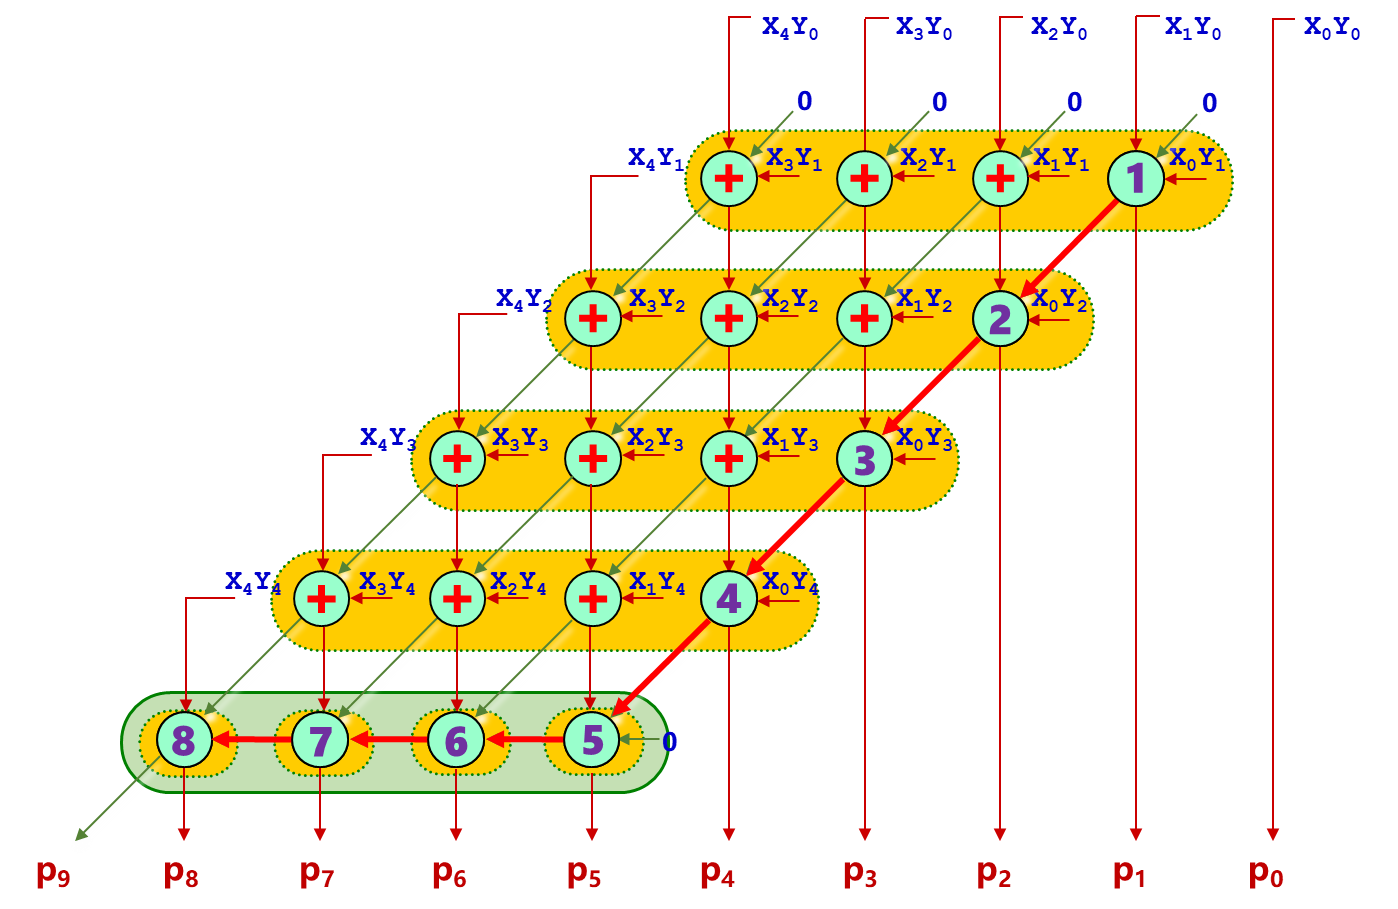 X₄Y₀ X₃Y₀ X₂Y₀ X₁Y₀ X₀Y₀
0 0 0 0
X₄Y₁ X₃Y₁ X₂Y₁ X₁Y₁ X₀Y₁
+ + + 1
X₄Y₂ X₃Y₂ X₂Y₂ X₁Y₂ X₀Y₂
+ + + 2
X₄Y₃ X₃Y₃ X₂Y₃ X₁Y₃ X₀Y₃
+ + + 3
X₄Y₄ X₃Y₄ X₂Y₄ X₁Y₄ X₀Y₄
+ + + 4
8 7 6 5 0
p₉ p₈ p₇ p₆ p₅ p₄ p₃ p₂ p₁ p₀